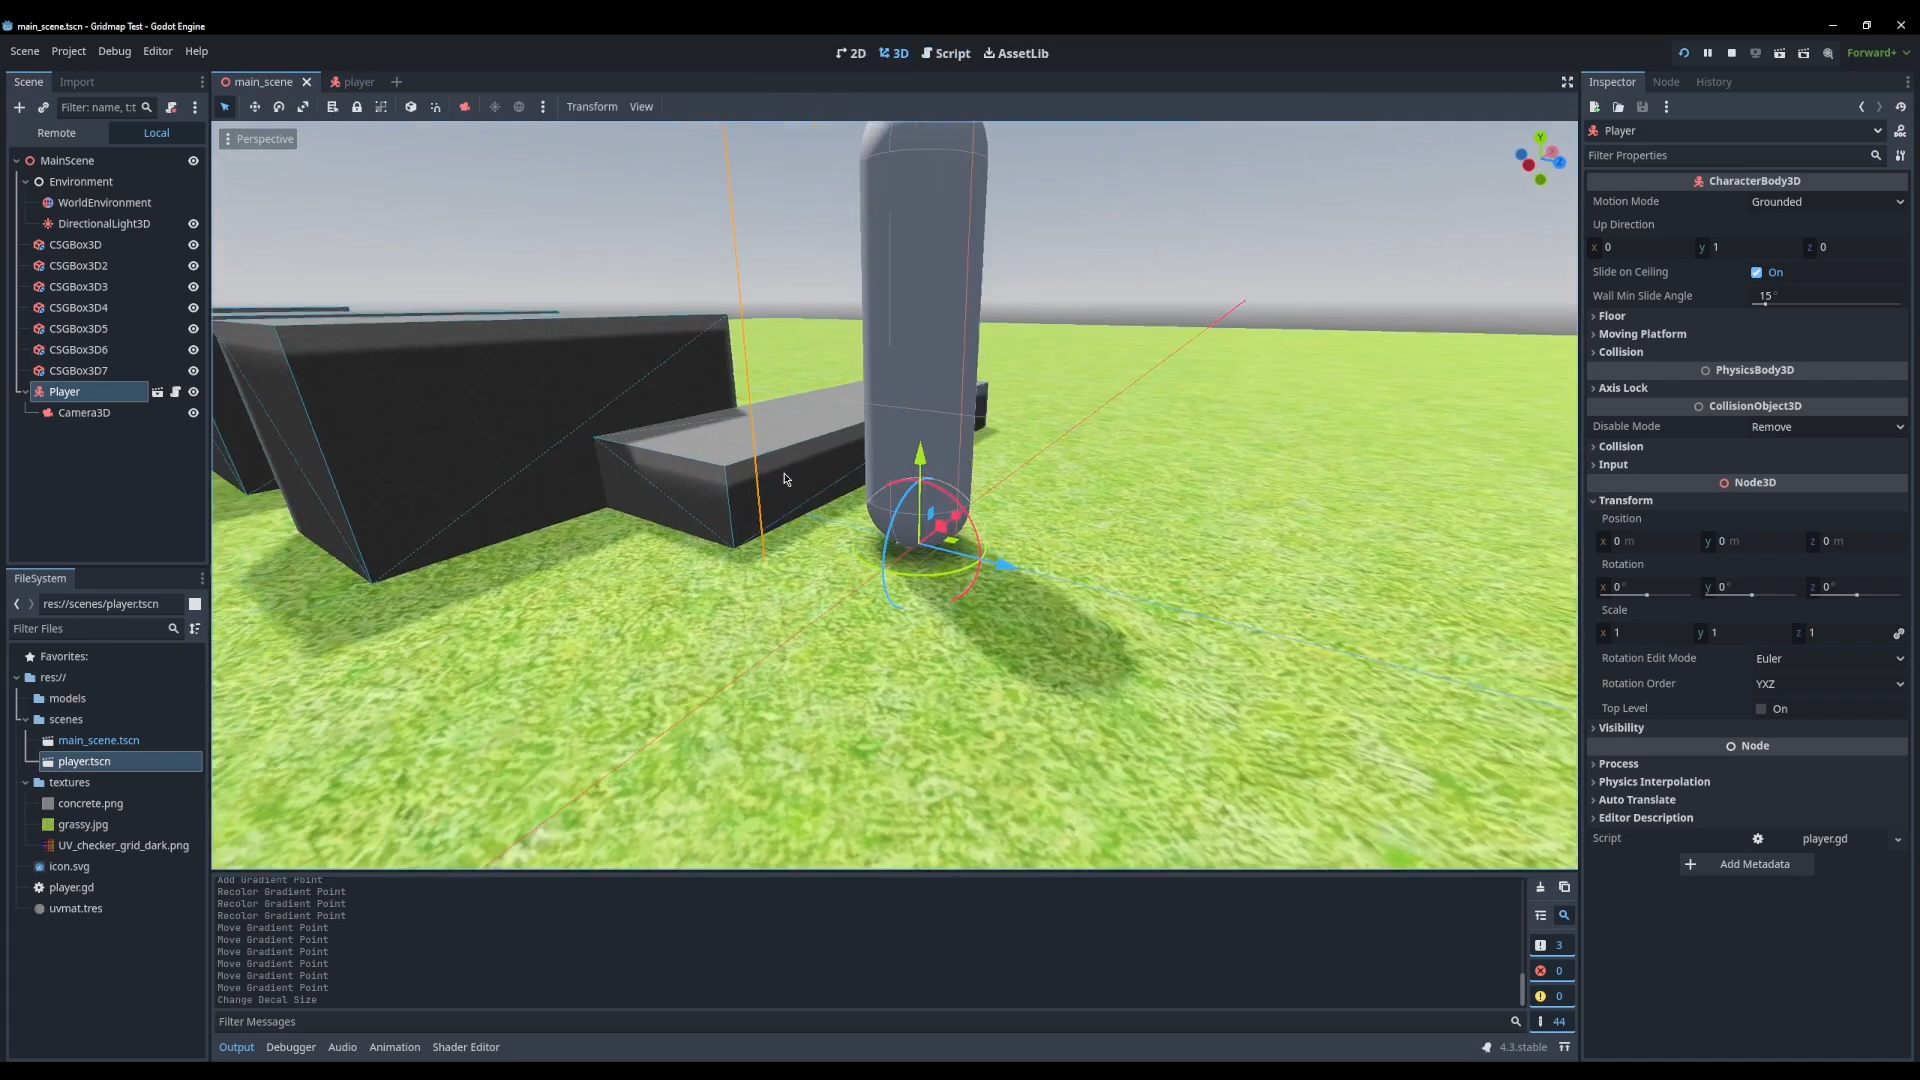 main_scene.tscn - Gridmap Test - Godot Engine
Scene Project Debug Editor Help
2D 3D Script AssetLib
Forward+
Scene Import
Filter: name, t:t
Remote Local
MainScene
Environment
WorldEnvironment
DirectionalLight3D
CSGBox3D
CSGBox3D2
CSGBox3D3
CSGBox3D4
CSGBox3D5
CSGBox3D6
CSGBox3D7
Player
Camera3D
FileSystem
res://scenes/player.tscn
Filter Files
Favorites:
res://
models
scenes
main_scene.tscn
player.tscn
textures
concrete.png
grassy.jpg
UV_checker_grid_dark.png
icon.svg
player.gd
uvmat.tres
main_scene player
Transform View
Perspective
Y
Z
Add Gradient Point
Recolor Gradient Point
Recolor Gradient Point
Recolor Gradient Point
Move Gradient Point
Move Gradient Point
Move Gradient Point
Move Gradient Point
Move Gradient Point
Move Gradient Point
Change Decal Size
3
0
0
44
Filter Messages
Output Debugger Audio Animation Shader Editor
4.3.stable
Inspector Node History
Player
Filter Properties
CharacterBody3D
Motion Mode Grounded
Up Direction
x 0 y 1 z 0
Slide on Ceiling On
Wall Min Slide Angle 15 °
Floor
Moving Platform
Collision
PhysicsBody3D
Axis Lock
CollisionObject3D
Disable Mode Remove
Collision
Input
Node3D
Transform
Position
x 0 m y 0 m z 0 m
Rotation
x 0 ° y 0 ° z 0 °
Scale
x 1 y 1 z 1
Rotation Edit Mode Euler
Rotation Order YXZ
Top Level On
Visibility
Node
Process
Physics Interpolation
Auto Translate
Editor Description
Script player.gd
Add Metadata